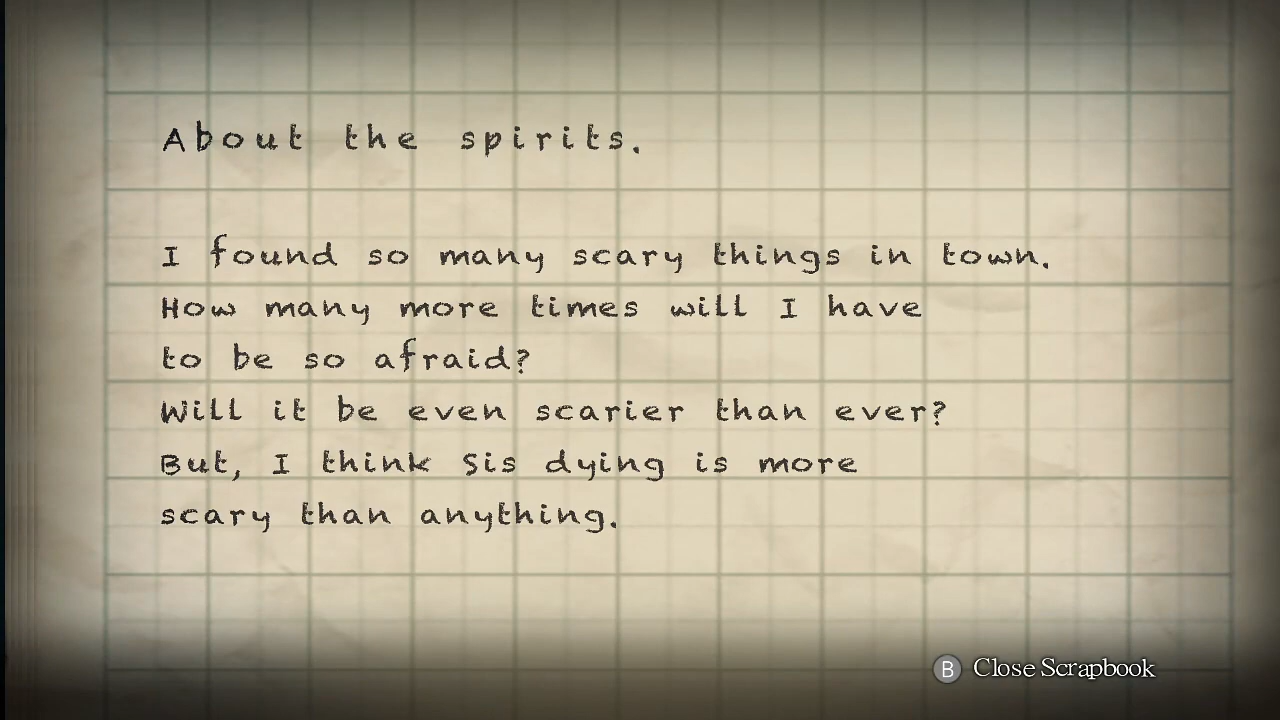 About the spirits.
I found so many scary things in town.
How many more times will I have
to be so afraid?
Will it be even scarier than ever?
But, I think Sis dying is more
scary than anything.
B Close Scrapbook